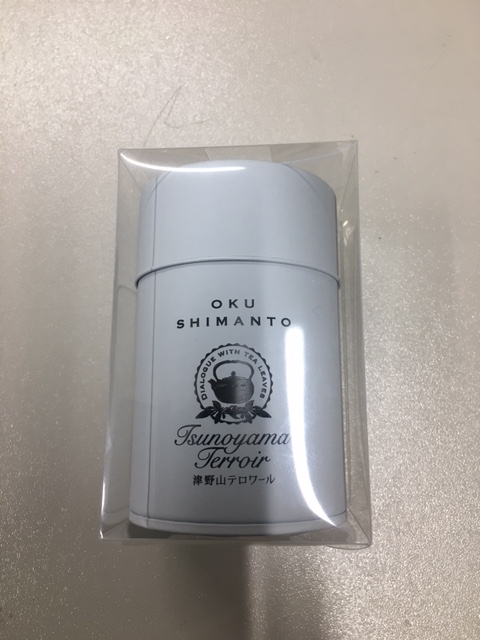 OKU
SHIMANTO
DIALOGUE WITH TEA LEAVES
Tsunoyama
Terroir
津野山テロワール